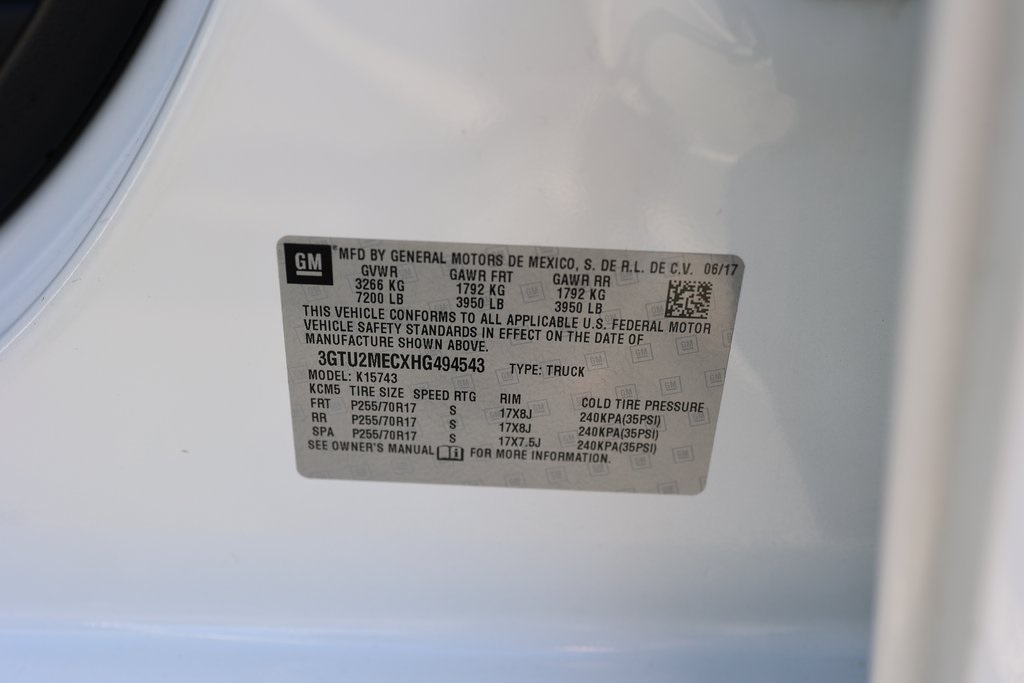 GM ® MFD BY GENERAL MOTORS DE MEXICO, S. DE R.L. DE C.V. 06/17
GVWR GAWR FRT GAWR RR
3266 KG 1792 KG 1792 KG
7200 LB 3950 LB 3950 LB
THIS VEHICLE CONFORMS TO ALL APPLICABLE U.S. FEDERAL MOTOR
VEHICLE SAFETY STANDARDS IN EFFECT ON THE DATE OF
MANUFACTURE SHOWN ABOVE.
3GTU2MECXHG494543 TYPE: TRUCK
MODEL: K15743
KCM5 TIRE SIZE SPEED RTG RIM COLD TIRE PRESSURE
FRT P255/70R17 S 17X8J 240KPA(35PSI)
RR P255/70R17 S 17X8J 240KPA(35PSI)
SPA P255/70R17 S 17X7.5J 240KPA(35PSI)
SEE OWNER'S MANUAL FOR MORE INFORMATION.